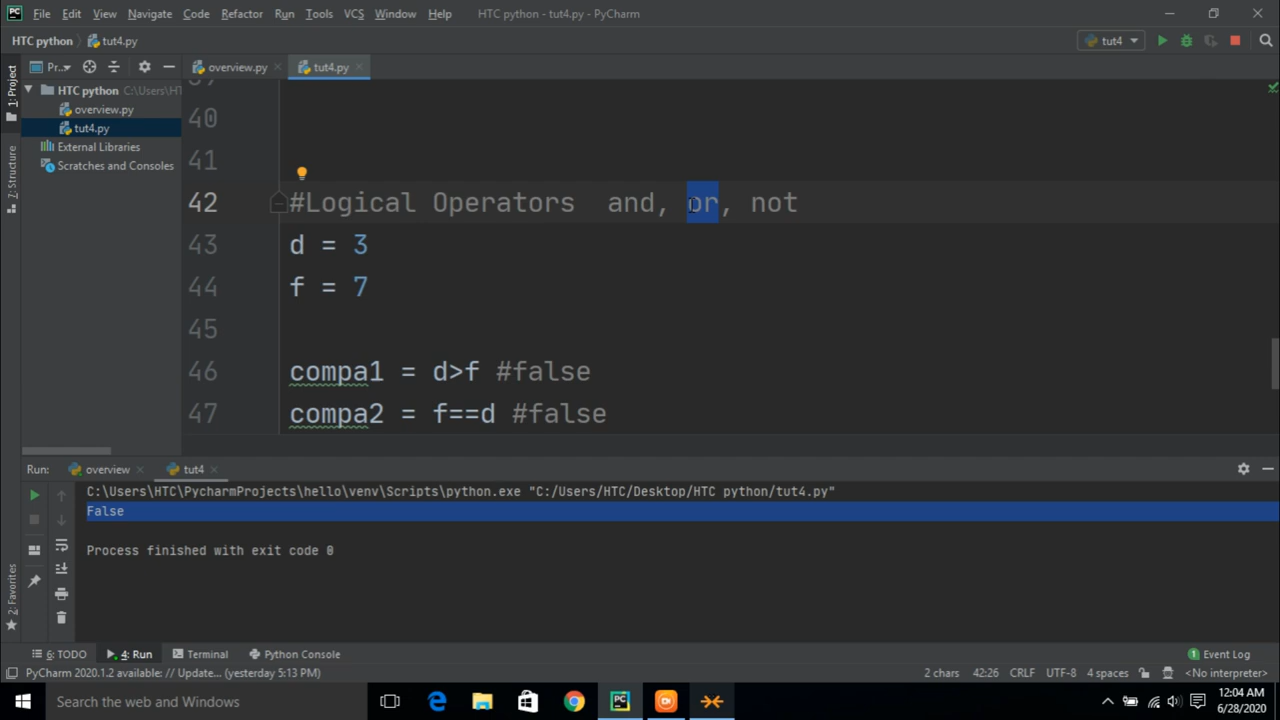 PC File Edit View Navigate Code Refactor Run Tools VCS Window Help HTC python - tut4.py - PyCharm
HTC python tut4.py tut4
1: Project Pr... overview.py tut4.py
HTC python C:\Users\HT
overview.py
tut4.py
External Libraries
Scratches and Consoles
7: Structure
40
41
42 #Logical Operators and, or, not
43 d = 3
44 f = 7
45
46 compa1 = d>f #false
47 compa2 = f==d #false
Run: overview tut4
C:\Users\HTC\PycharmProjects\hello\venv\Scripts\python.exe "C:/Users/HTC/Desktop/HTC python/tut4.py"
False
Process finished with exit code 0
2: Favorites
6: TODO 4: Run Terminal Python Console 1 Event Log
PyCharm 2020.1.2 available: // Update... (yesterday 5:13 PM) 2 chars 42:26 CRLF UTF-8 4 spaces <No interpreter>
Search the web and Windows PC
12:04 AM
6/28/2020